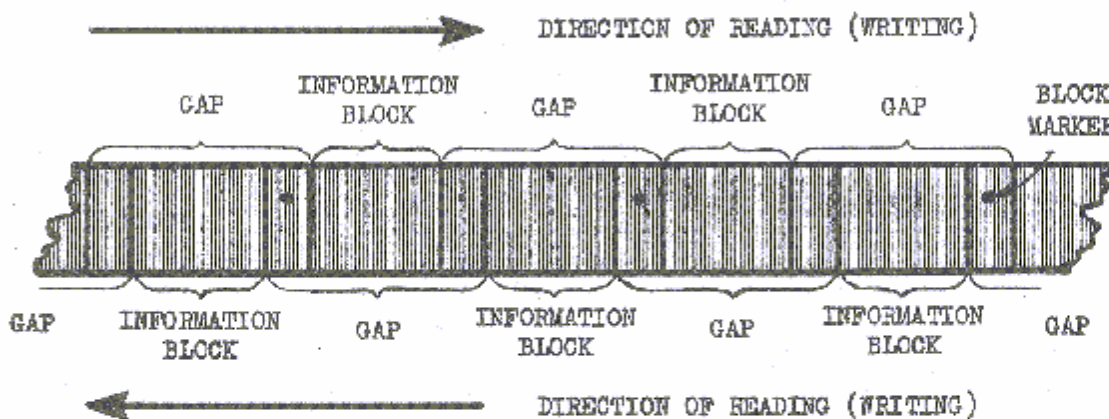 DIRECTION OF READING (WRITING)
INFORMATION INFORMATION
GAP BLOCK GAP BLOCK GAP BLOCK
MARKER
GAP INFORMATION GAP INFORMATION GAP INFORMATION GAP
BLOCK BLOCK BLOCK
DIRECTION OF READING (WRITING)